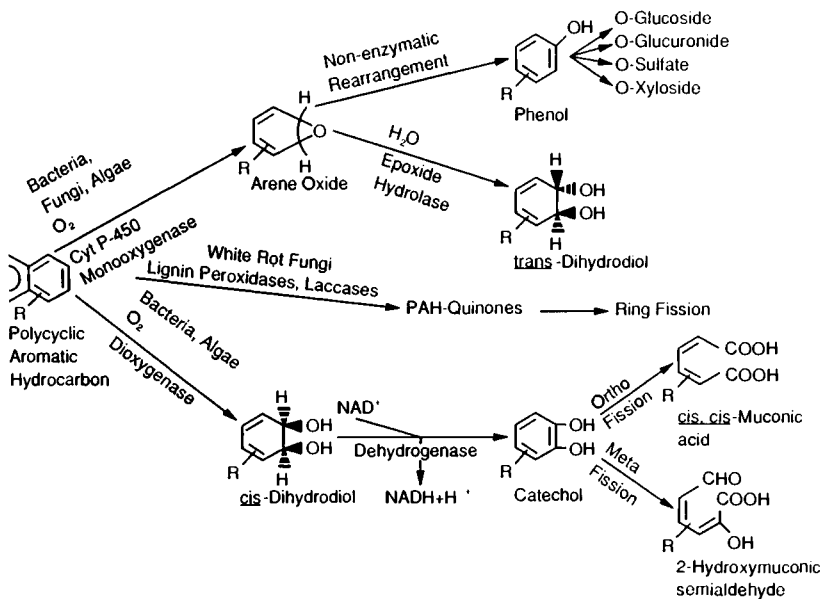 Bacteria,
Fungi, Algae
O2
Cyt P-450
Monooxygenase
R
Polycyclic
Aromatic
Hydrocarbon
H
O
H
R
Arene Oxide
Non-enzymatic
Rearrangement
OH
R
Phenol
O-Glucoside
O-Glucuronide
O-Sulfate
O-Xyloside
H2O
Epoxide
Hydrolase
H
OH
OH
H
R
trans-Dihydrodiol
White Rot Fungi
Lignin Peroxidases, Laccases
PAH-Quinones
Ring Fission
Bacteria, Algae
O2
Dioxygenase
H
OH
OH
H
R
cis-Dihydrodiol
NAD+
Dehydrogenase
NADH+H+
OH
OH
R
Catechol
Ortho
Fission
COOH
COOH
R
cis, cis-Muconic
acid
Meta
Fission
CHO
COOH
OH
R
2-Hydroxymuconic
semialdehyde